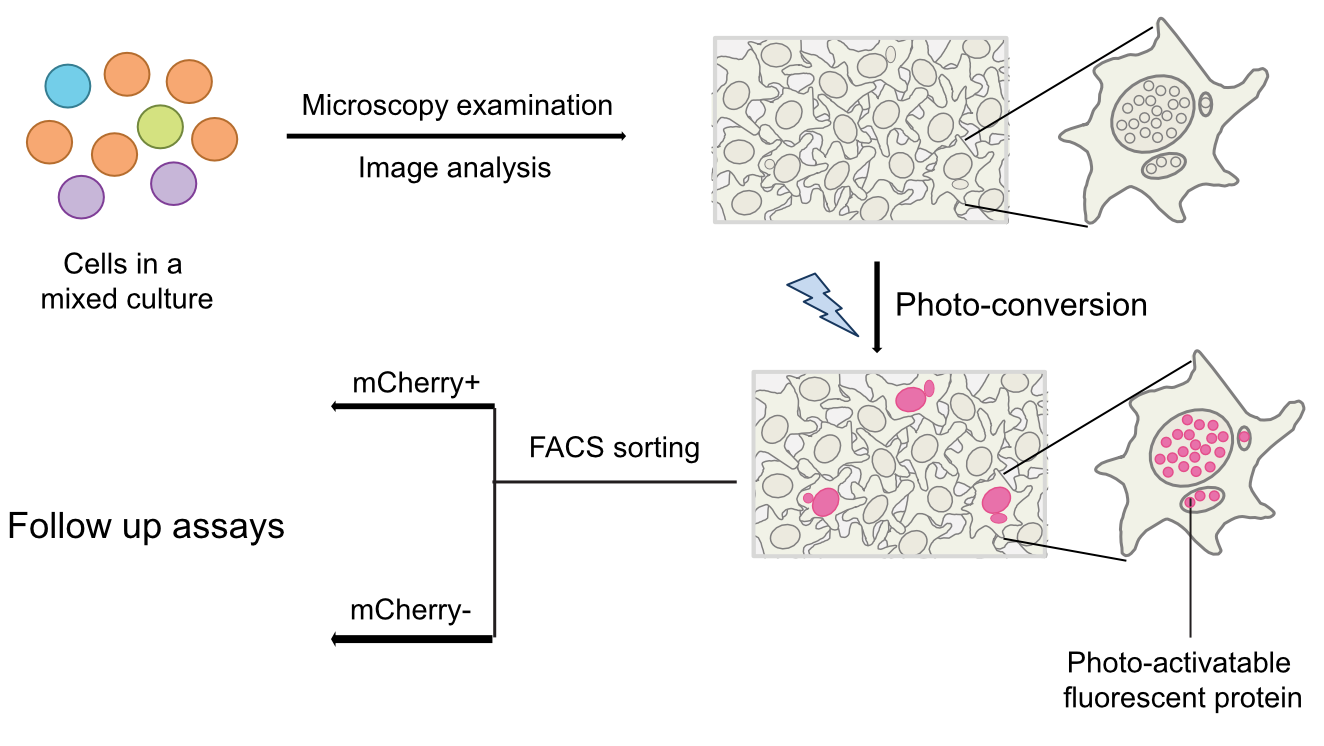 Microscopy examination
Image analysis
Cells in a
mixed culture
Photo-conversion
mCherry+
FACS sorting
Follow up assays
mCherry-
Photo-activatable
fluorescent protein